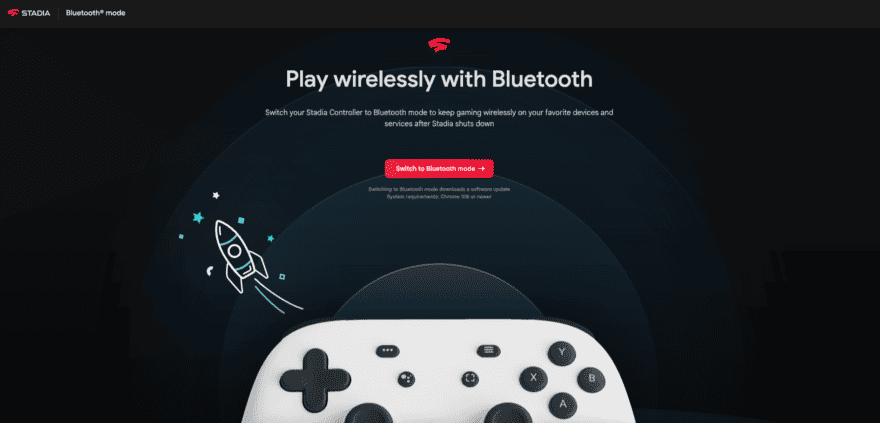 STADIA Bluetooth® mode
Play wirelessly with Bluetooth
Switch your Stadia Controller to Bluetooth mode to keep gaming wirelessly on your favorite devices and
services after Stadia shuts down
Switch to Bluetooth mode →
Switching to Bluetooth mode downloads a software update
System requirements: Chrome 108 or newer
Y
X B
A